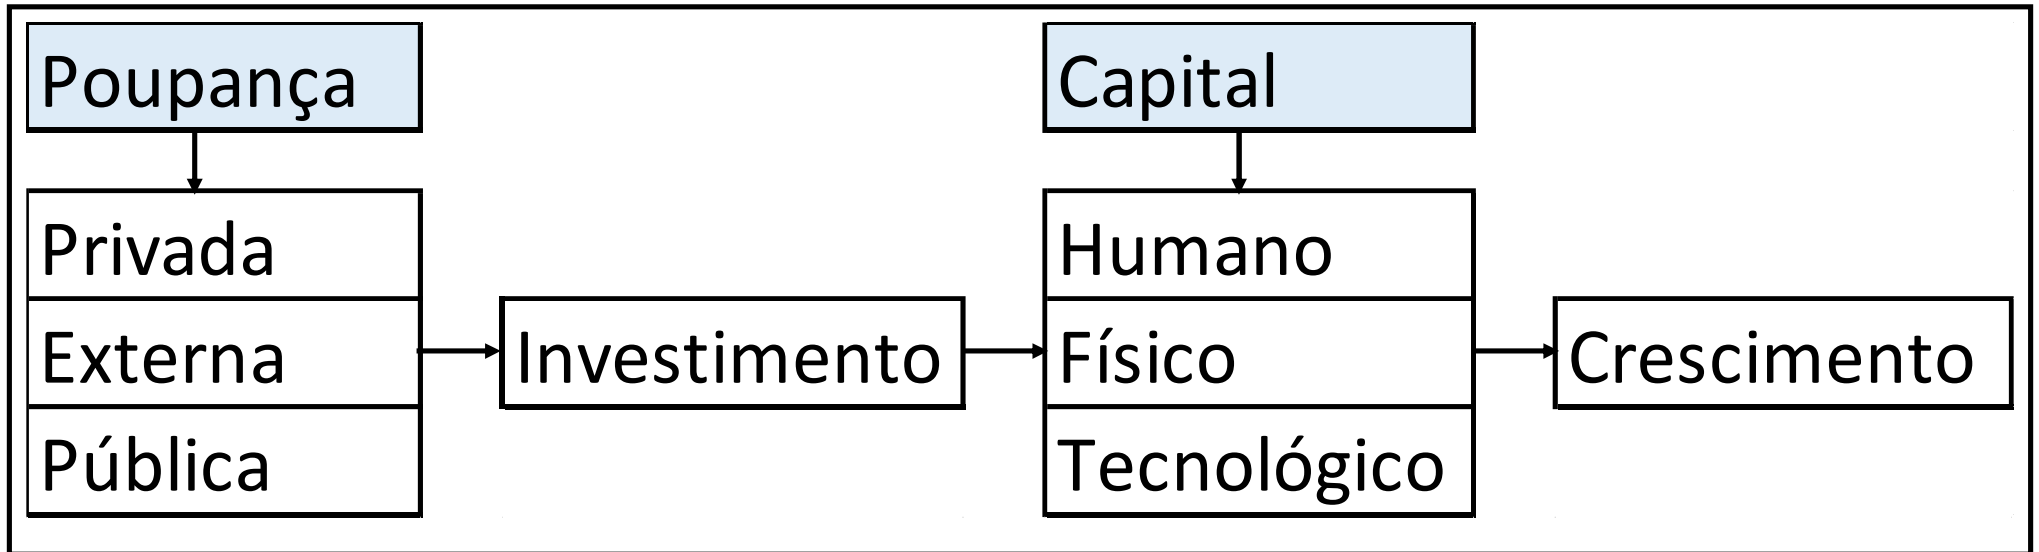 Poupança
Capital
Privada
Humano
Externa
Investimento
Físico
Crescimento
Pública
Tecnológico